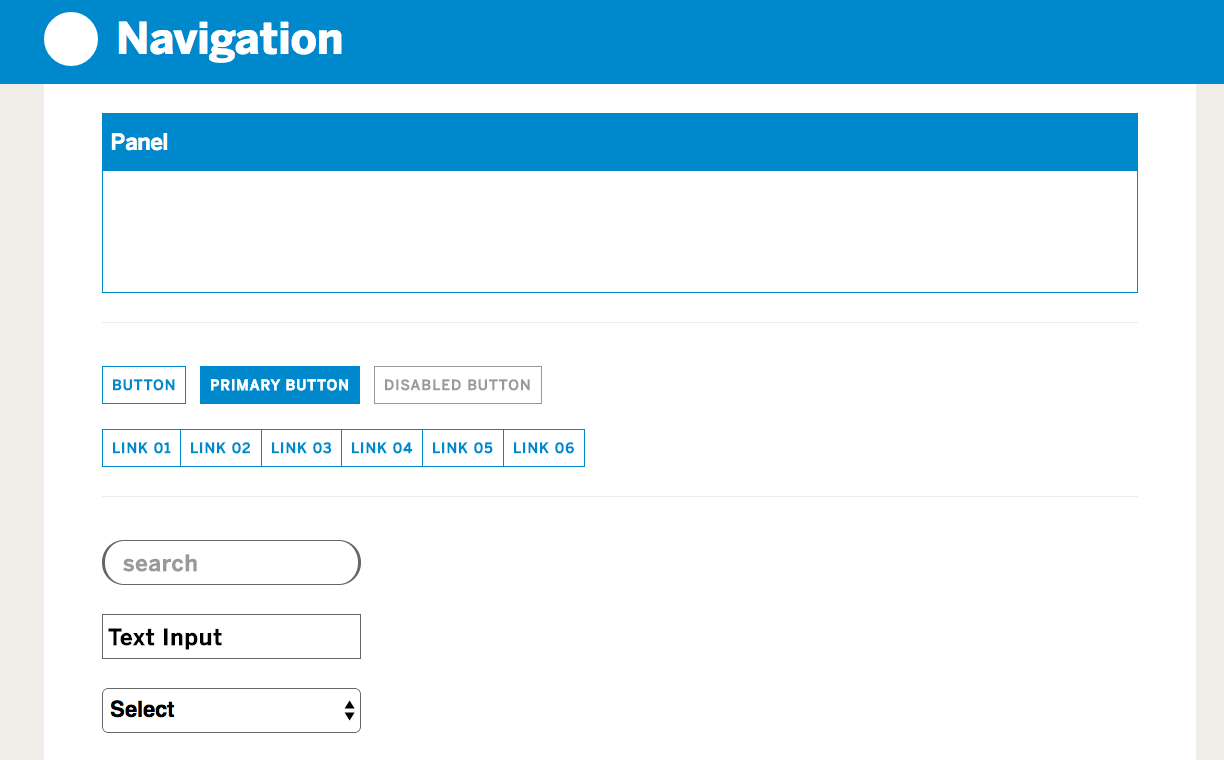 Navigation
Panel
BUTTON PRIMARY BUTTON DISABLED BUTTON
LINK 01 LINK 02 LINK 03 LINK 04 LINK 05 LINK 06
search
Text Input
Select